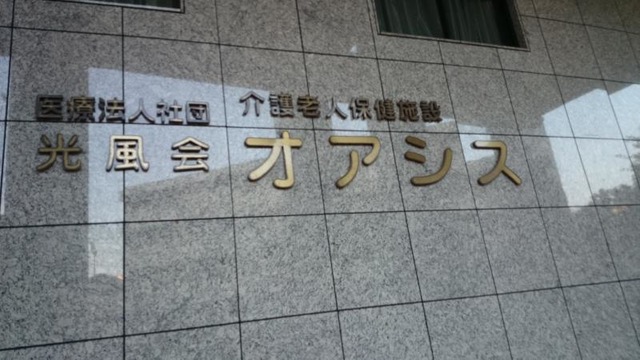 医療法人社団 介護老人保健施設
光風会 オアシス